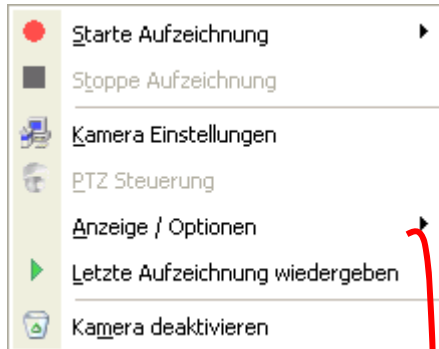 Starte Aufzeichnung
Stoppe Aufzeichnung
Kamera Einstellungen
PTZ Steuerung
Anzeige / Optionen
Letzte Aufzeichnung wiedergeben
Kamera deaktivieren